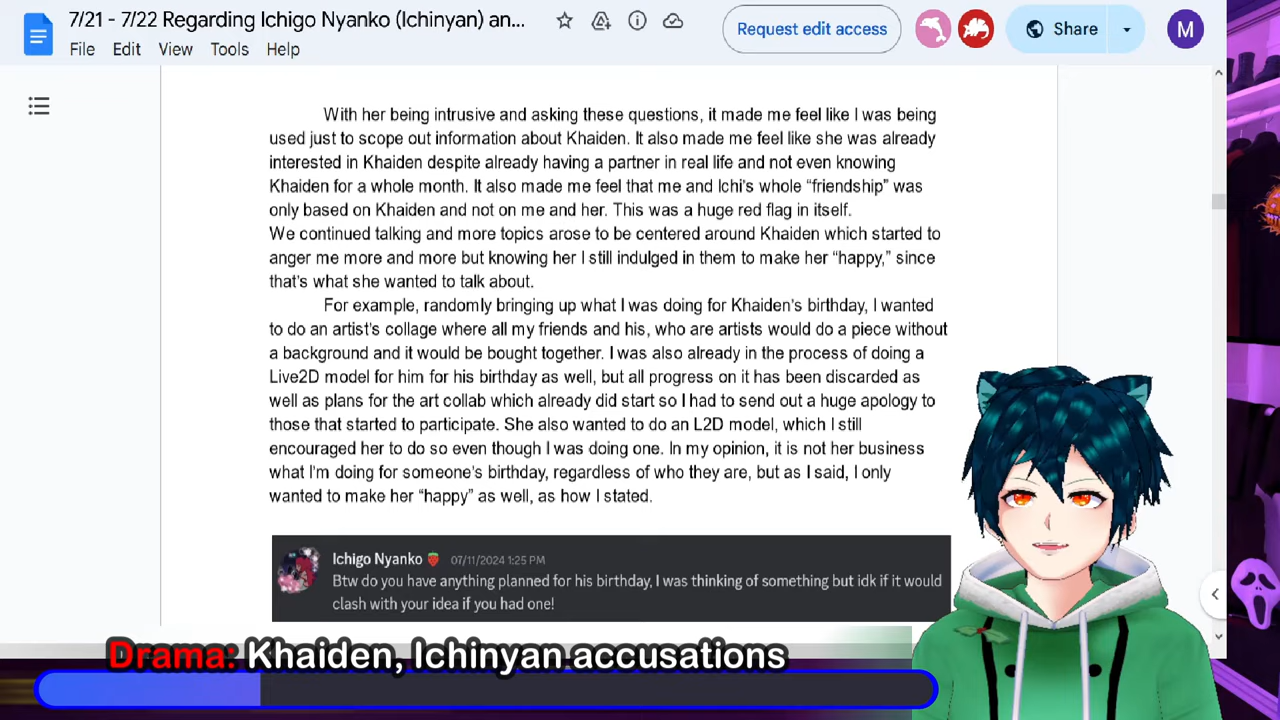 7/21 - 7/22 Regarding Ichigo Nyanko (Ichinyan) an...
File Edit View Tools Help
Request edit access
Share
M
With her being intrusive and asking these questions, it made me feel like I was being
used just to scope out information about Khaiden. It also made me feel like she was already
interested in Khaiden despite already having a partner in real life and not even knowing
Khaiden for a whole month. It also made me feel that me and Ichi's whole “friendship” was
only based on Khaiden and not on me and her. This was a huge red flag in itself.
We continued talking and more topics arose to be centered around Khaiden which started to
anger me more and more but knowing her I still indulged in them to make her “happy,” since
that’s what she wanted to talk about.
For example, randomly bringing up what I was doing for Khaiden's birthday, I wanted
to do an artist's collage where all my friends and his, who are artists would do a piece without
a background and it would be bought together. I was also already in the process of doing a
Live2D model for him for his birthday as well, but all progress on it has been discarded as
well as plans for the art collab which already did start so I had to send out a huge apology to
those that started to participate. She also wanted to do an L2D model, which I still
encouraged her to do so even though I was doing one. In my opinion, it is not her business
what I'm doing for someone's birthday, regardless of who they are, but as I said, I only
wanted to make her “happy” as well, as how I stated.
Ichigo Nyanko 🍓 07/11/2024 1:25 PM
Btw do you have anything planned for his birthday, I was thinking of something but idk if it would
clash with your idea if you had one!
Drama: Khaiden, Ichinyan accusations